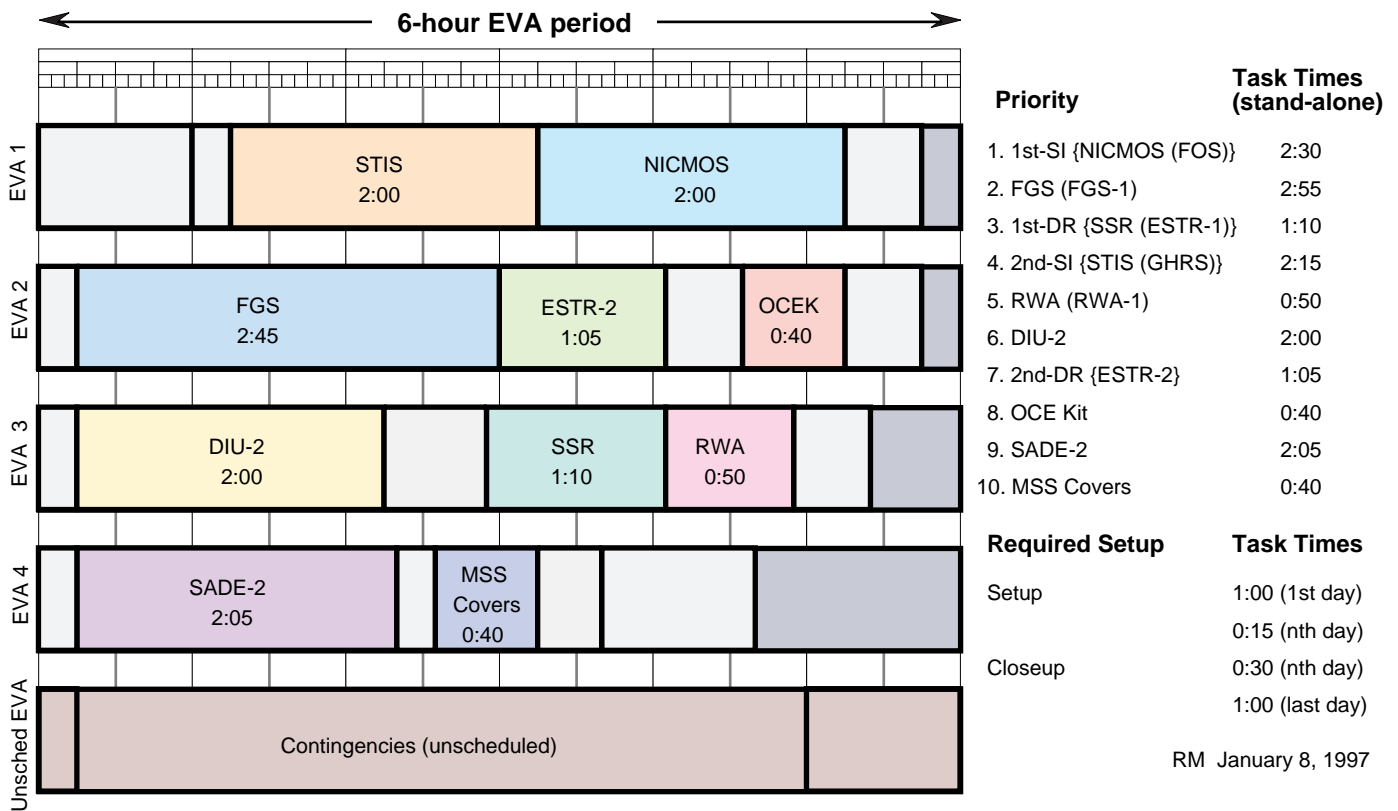 6-hour EVA period
EVA 1
STIS
2:00
NICMOS
2:00
EVA 2
FGS
2:45
ESTR-2
1:05
OCEK
0:40
EVA 3
DIU-2
2:00
SSR
1:10
RWA
0:50
EVA 4
SADE-2
2:05
MSS
Covers
0:40
Unsched EVA
Contingencies (unscheduled)
Priority
Task Times
(stand-alone)
1. 1st-SI {NICMOS (FOS)} 2:30
2. FGS (FGS-1) 2:55
3. 1st-DR {SSR (ESTR-1)} 1:10
4. 2nd-SI {STIS (GHRS)} 2:15
5. RWA (RWA-1) 0:50
6. DIU-2 2:00
7. 2nd-DR {ESTR-2} 1:05
8. OCE Kit 0:40
9. SADE-2 2:05
10. MSS Covers 0:40
Required Setup Task Times
Setup 1:00 (1st day)
0:15 (nth day)
Closeup 0:30 (nth day)
1:00 (last day)
RM January 8, 1997